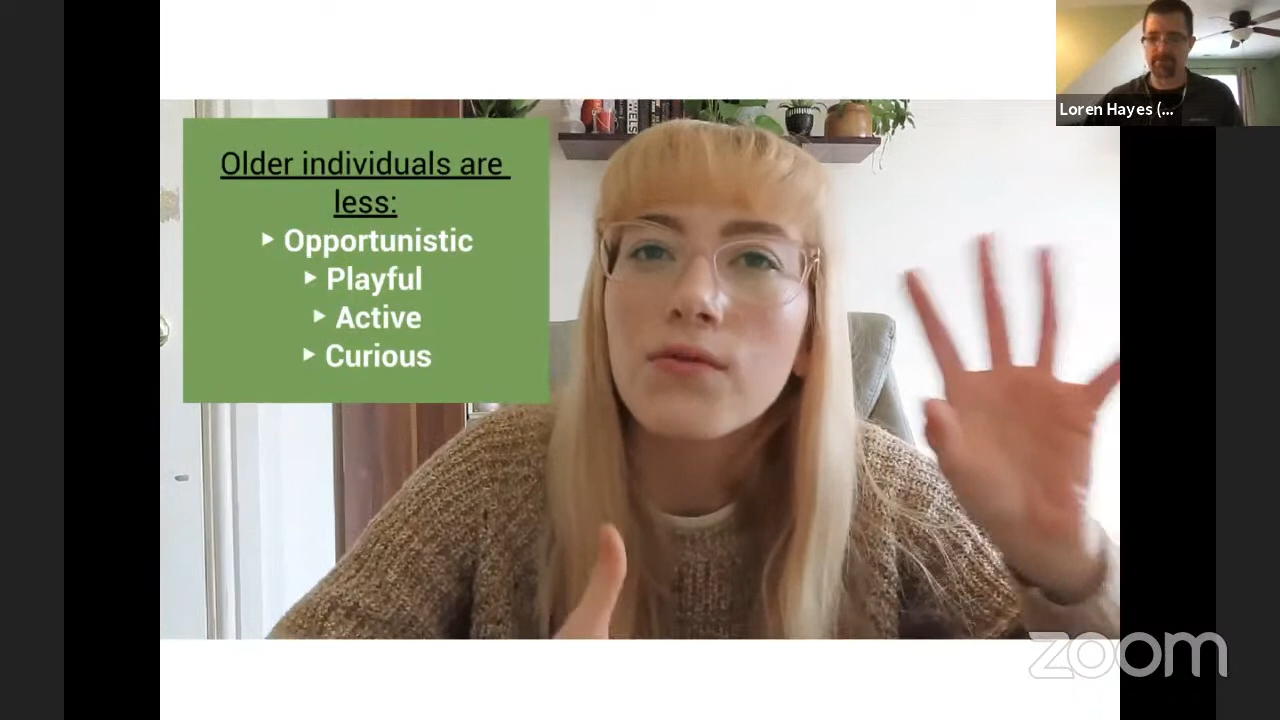 Loren Hayes (...
Older individuals are
less:
‣ Opportunistic
‣ Playful
‣ Active
‣ Curious
zoom